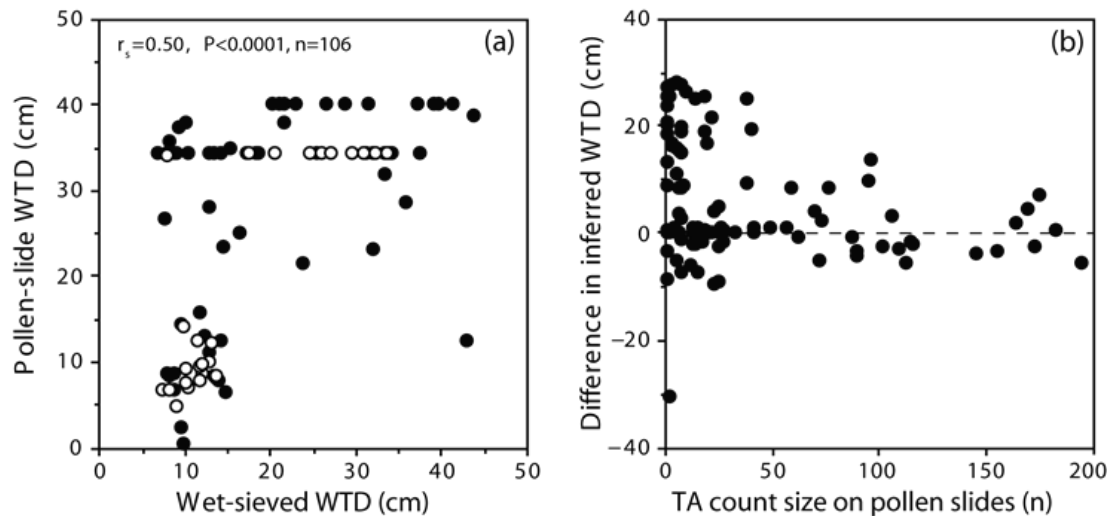 (a)
r_s=0.50, P<0.0001, n=106
Pollen-slide WTD (cm)
50
40
30
20
10
0
0 10 20 30 40 50
Wet-sieved WTD (cm)
(b)
Difference in inferred WTD (cm)
40
20
0
−20
−40
0 50 100 150 200
TA count size on pollen slides (n)